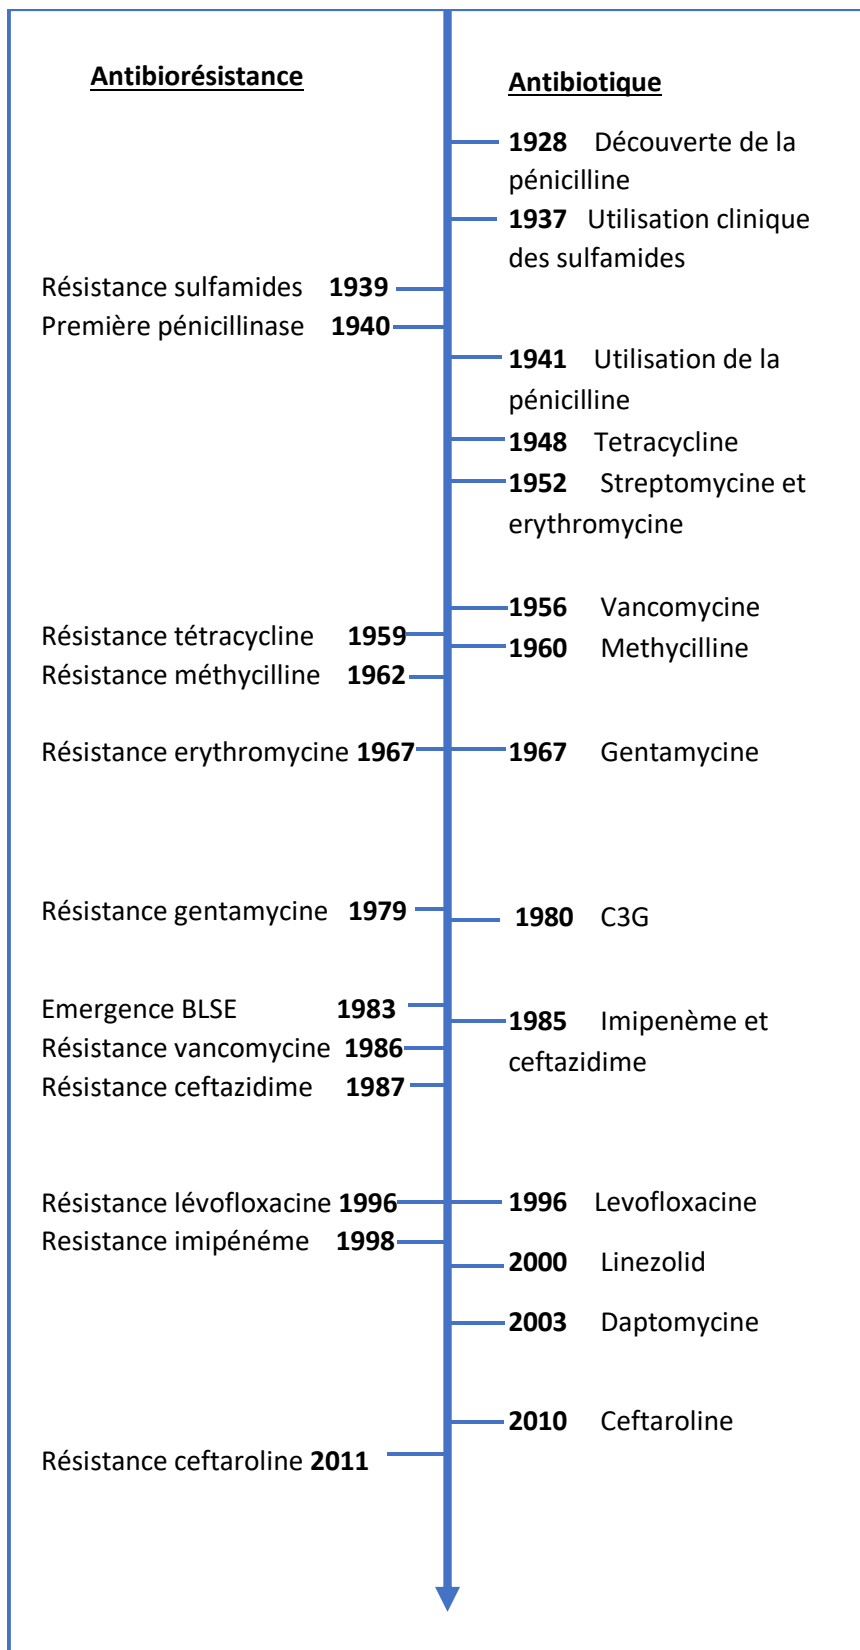 Antibiorésistance
Antibiotique
1928 Découverte de la
pénicilline
1937 Utilisation clinique
des sulfamides
Résistance sulfamides 1939
Première pénicillinase 1940
1941 Utilisation de la
pénicilline
1948 Tetracycline
1952 Streptomycine et
erythromycine
1956 Vancomycine
Résistance tétracycline 1959
1960 Methycilline
Résistance méthycilline 1962
Résistance erythromycine 1967
1967 Gentamycine
Résistance gentamycine 1979
1980 C3G
Emergence BLSE 1983
1985 Imipenème et
ceftazidime
Résistance vancomycine 1986
Résistance ceftazidime 1987
Résistance lévofloxacine 1996
1996 Levofloxacine
Resistance imipénéme 1998
2000 Linezolid
2003 Daptomycine
2010 Ceftaroline
Résistance ceftaroline 2011